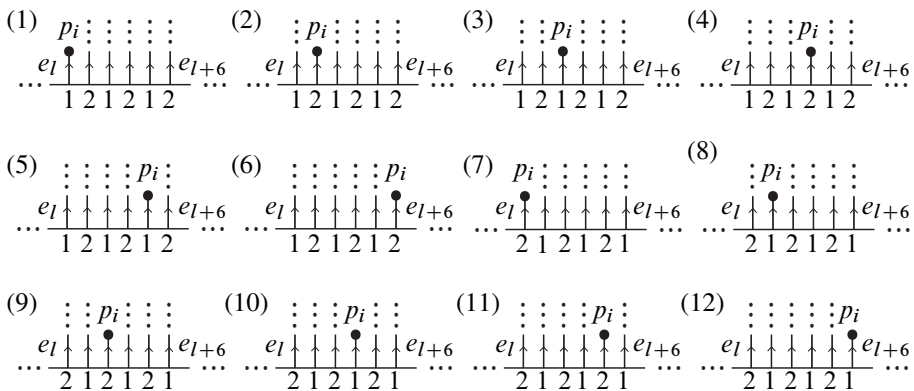 (1) (2) (3) (4)
p_i p_i p_i p_i
e_l e_{l+6} e_l e_{l+6} e_l e_{l+6} e_l e_{l+6}
... 1 2 1 2 1 2 ... ... 1 2 1 2 1 2 ... ... 1 2 1 2 1 2 ... ... 1 2 1 2 1 2 ...
(5) (6) (7) (8)
p_i p_i p_i p_i
e_l e_{l+6} e_l e_{l+6} e_l e_{l+6} e_l e_{l+6}
... 1 2 1 2 1 2 ... ... 1 2 1 2 1 2 ... ... 2 1 2 1 2 1 ... ... 2 1 2 1 2 1 ...
(9) (10) (11) (12)
p_i p_i p_i p_i
e_l e_{l+6} e_l e_{l+6} e_l e_{l+6} e_l e_{l+6}
... 2 1 2 1 2 1 ... ... 2 1 2 1 2 1 ... ... 2 1 2 1 2 1 ... ... 2 1 2 1 2 1 ...